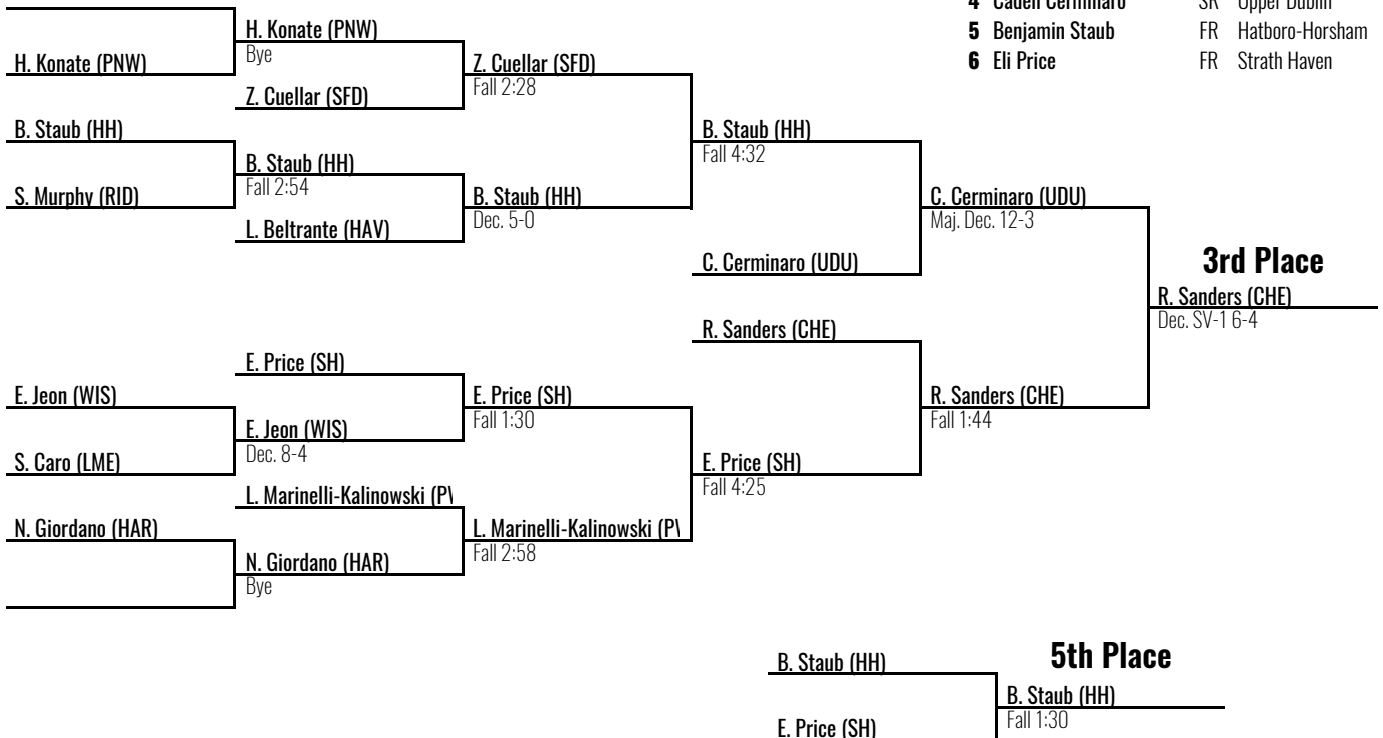 4 Caden Cerminaro SR Upper Dublin
H. Konate (PNW)
5 Benjamin Staub FR Hatboro-Horsham
Bye
H. Konate (PNW)
Z. Cuellar (SFD)
6 Eli Price FR Strath Haven
Fall 2:28
Z. Cuellar (SFD)
B. Staub (HH)
B. Staub (HH)
Fall 4:32
B. Staub (HH)
Fall 2:54
S. Murphy (RID)
B. Staub (HH)
C. Cerminaro (UDU)
Dec. 5-0
Maj. Dec. 12-3
L. Beltrante (HAV)
C. Cerminaro (UDU)
3rd Place
R. Sanders (CHE)
Dec. SV-1 6-4
R. Sanders (CHE)
E. Price (SH)
E. Jeon (WIS)
E. Price (SH)
R. Sanders (CHE)
Fall 1:30
Fall 1:44
E. Jeon (WIS)
Dec. 8-4
S. Caro (LME)
E. Price (SH)
Fall 4:25
L. Marinelli-Kalinowski (P
N. Giordano (HAR)
L. Marinelli-Kalinowski (P
Fall 2:58
N. Giordano (HAR)
Bye
5th Place
B. Staub (HH)
B. Staub (HH)
Fall 1:30
E. Price (SH)